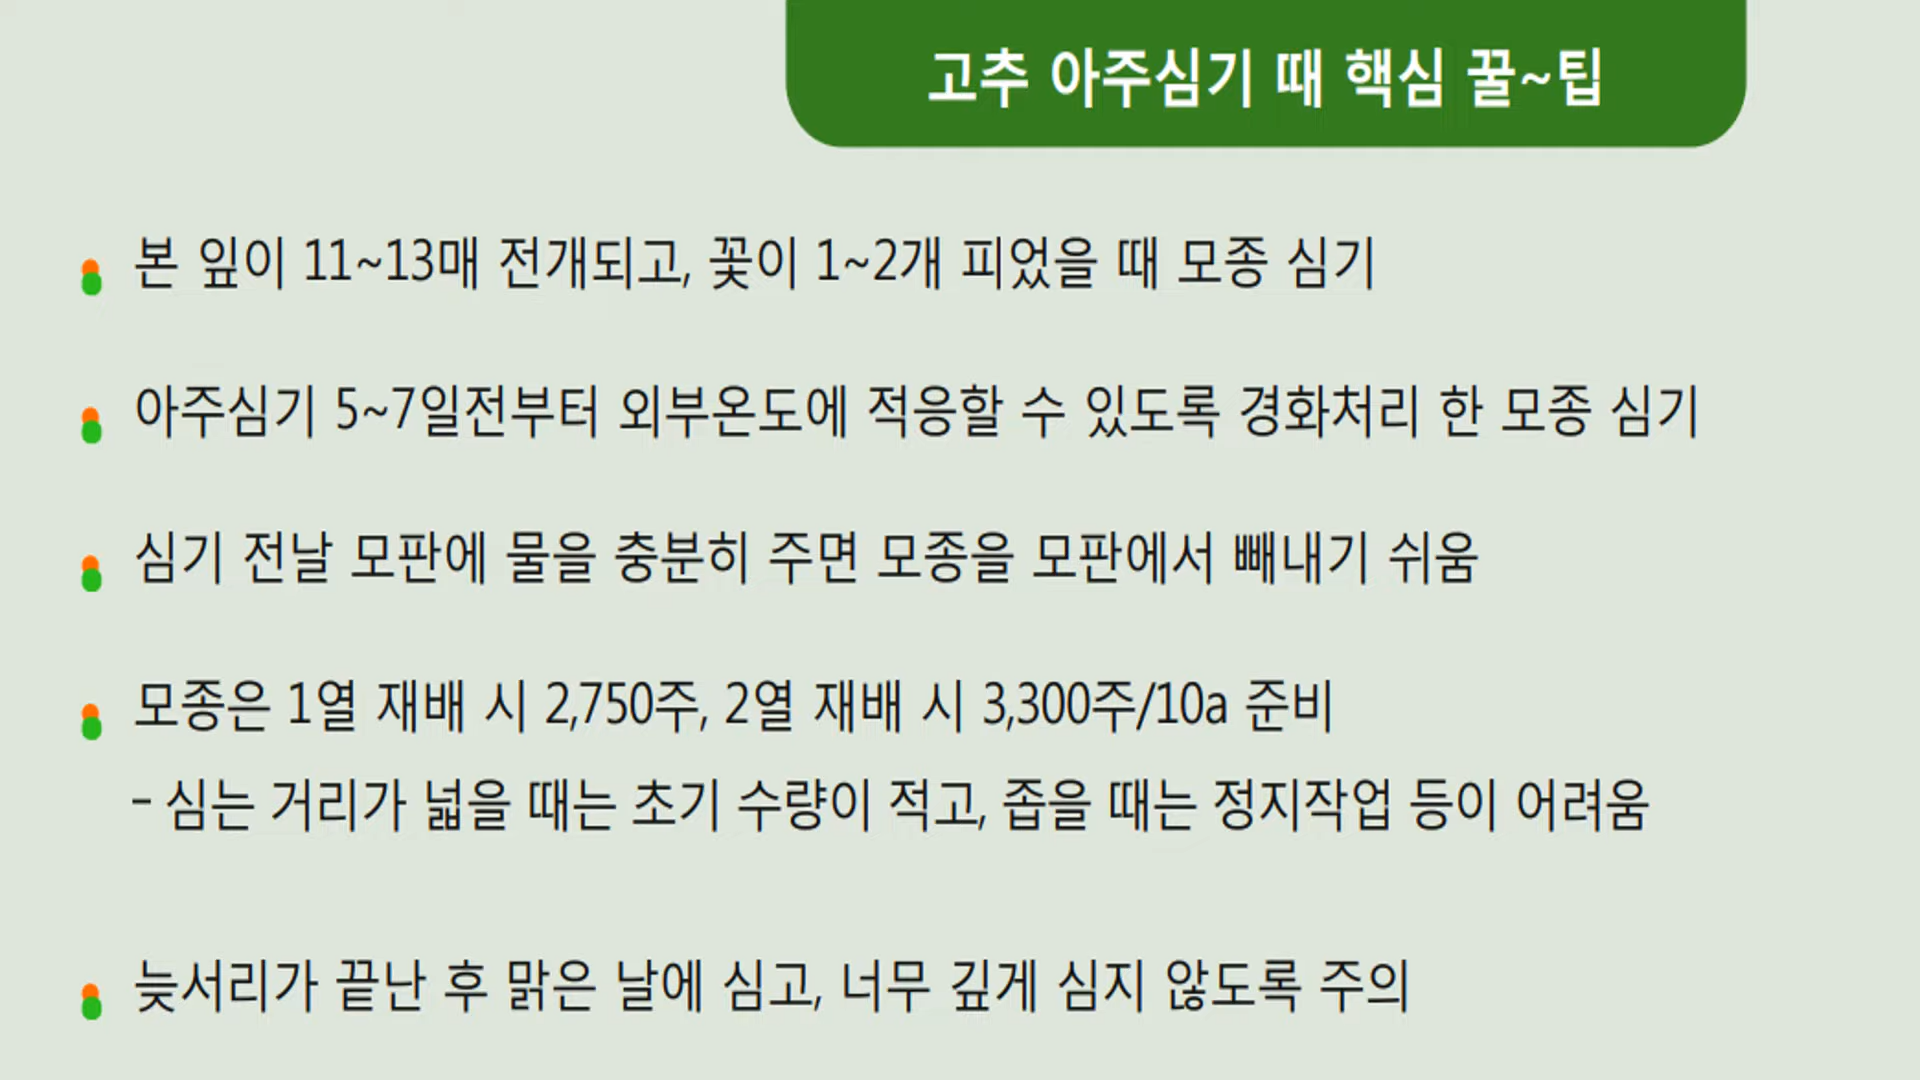 고추 아주심기 때 핵심 꿀~팁
본 잎이 11~13매 전개되고, 꽃이 1~2개 피었을 때 모종 심기
아주심기 5~7일전부터 외부온도에 적응할 수 있도록 경화처리 한 모종 심기
심기 전날 모판에 물을 충분히 주면 모종을 모판에서 빼내기 쉬움
모종은 1열 재배 시 2,750주, 2열 재배 시 3,300주/10a 준비
- 심는 거리가 넓을 때는 초기 수량이 적고, 좁을 때는 정지작업 등이 어려움
늦서리가 끝난 후 맑은 날에 심고, 너무 깊게 심지 않도록 주의